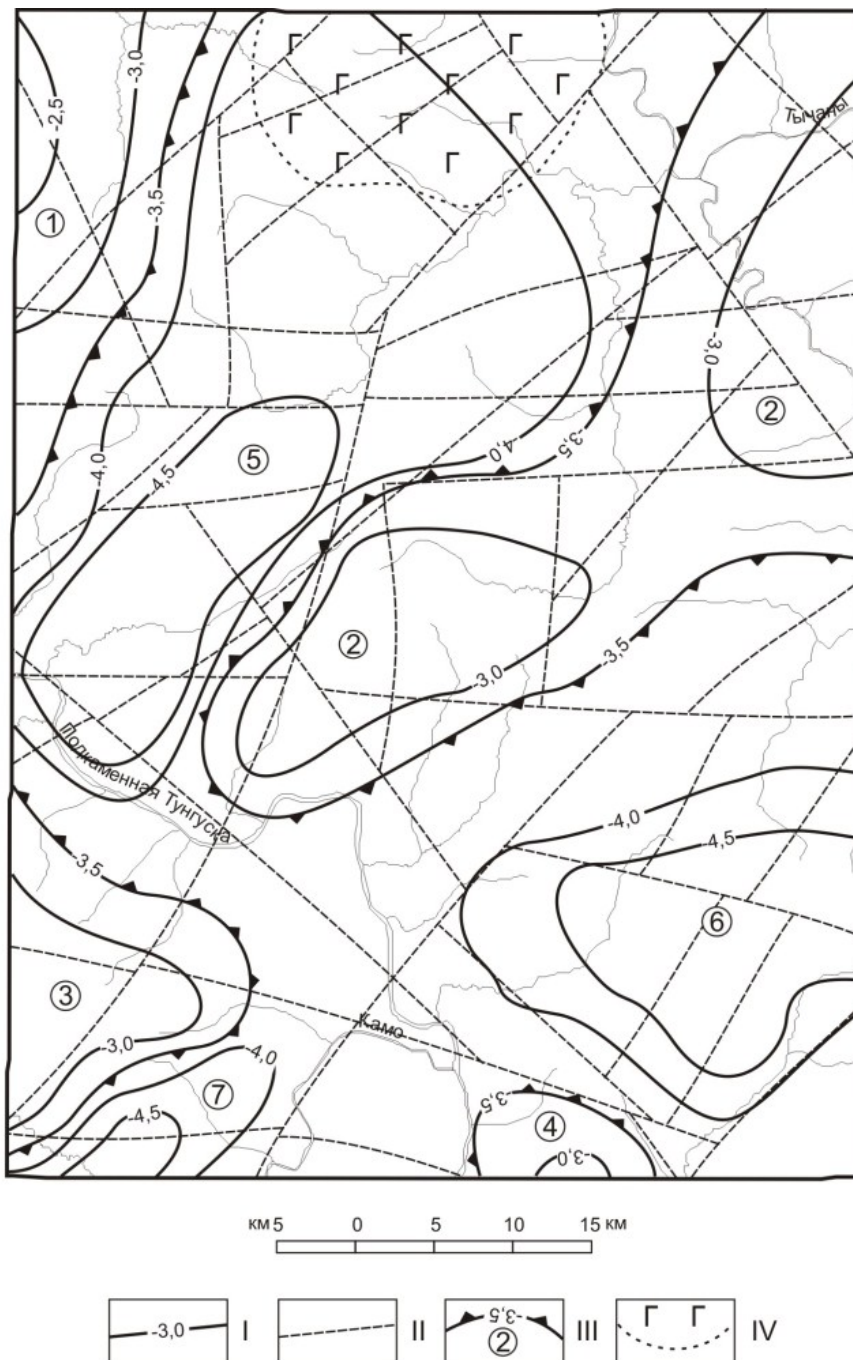 Г Г Г
Г Г Г
Г Г Г
Г Г
-3,0
-2,5
-3,5
Тычаны
①
-3,0
②
-4,0
-4,5
⑤
-4,0
-3,5
②
-3,0
-3,5
Подкаменная Тунгуска
-3,5
-4,0
-4,5
⑥
③
-3,0
Камо
-4,0
⑦
-4,5
-3,5
④
-3,0
км 5 0 5 10 15 км
-3,0 I
II
-3,5 ② III
Г Г IV